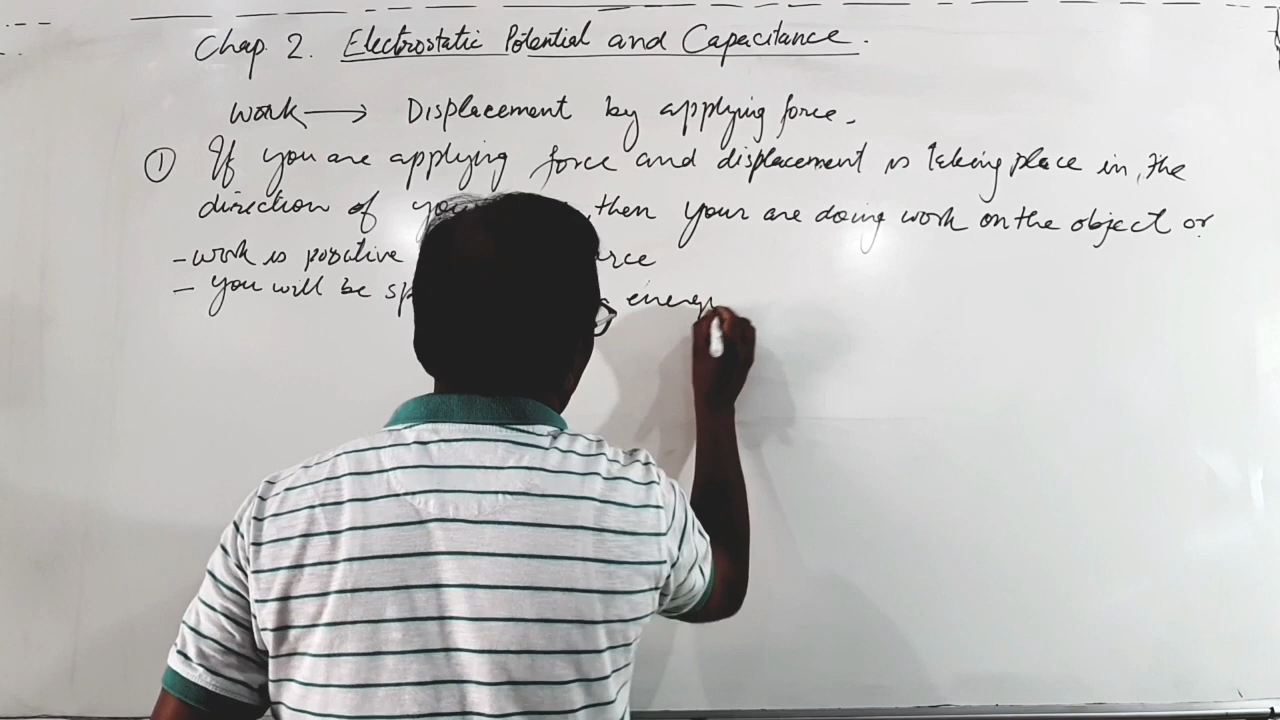 Chap 2. Electrostatic Potential and Capacitance.
work → Displacement by applying force.
① If you are applying force and displacement is taking place in the
direction of then your are doing work on the object or
- work is positive
- you will be energ